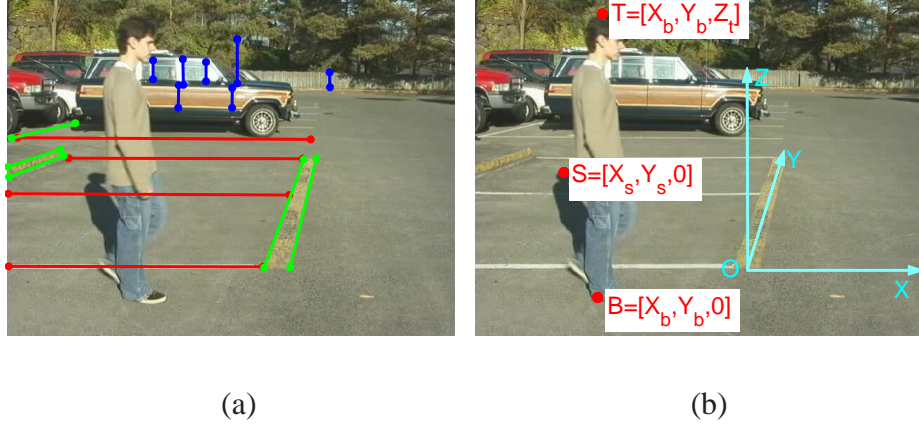 T=[X_b,Y_b,Z_t]
Z
Y
S=[X_s,Y_s,0]
O
X
B=[X_b,Y_b,0]
(a) (b)